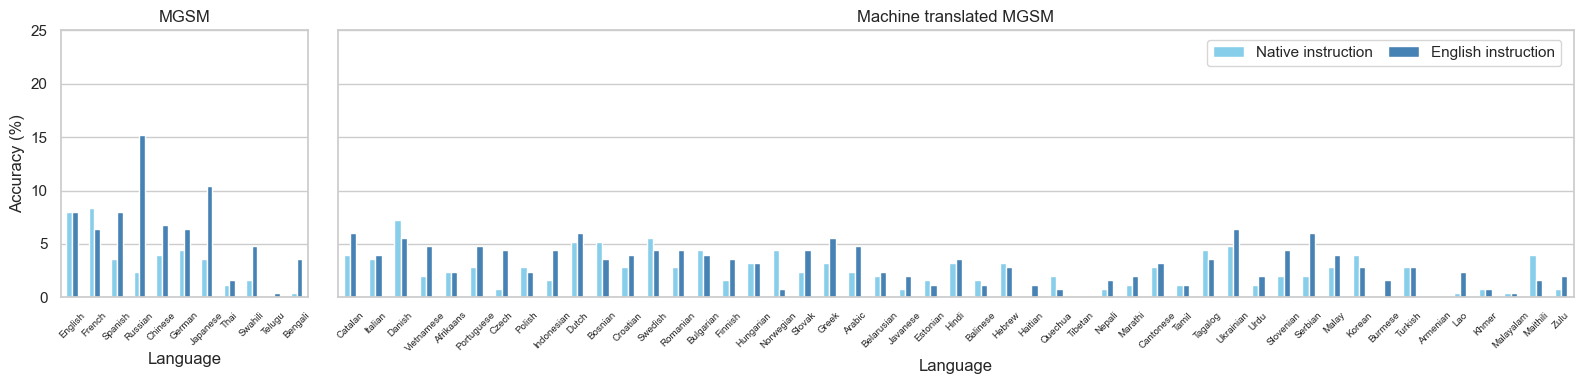 MGSM
Machine translated MGSM
Native instruction
English instruction
Accuracy (%)
25
20
15
10
5
0
English
French
Spanish
Russian
Chinese
German
Japanese
Thai
Swahili
Telugu
Bengali
Language
Catalan
Italian
Danish
Vietnamese
Afrikaans
Portuguese
Czech
Polish
Indonesian
Dutch
Bosnian
Croatian
Swedish
Romanian
Bulgarian
Finnish
Hungarian
Norwegian
Slovak
Greek
Arabic
Belarusian
Javanese
Estonian
Hindi
Balinese
Hebrew
Haitian
Quechua
Tibetan
Nepali
Marathi
Cantonese
Tamil
Tagalog
Ukrainian
Urdu
Slovenian
Serbian
Malay
Korean
Burmese
Turkish
Armenian
Lao
Khmer
Malayalam
Maithili
Zulu
Language